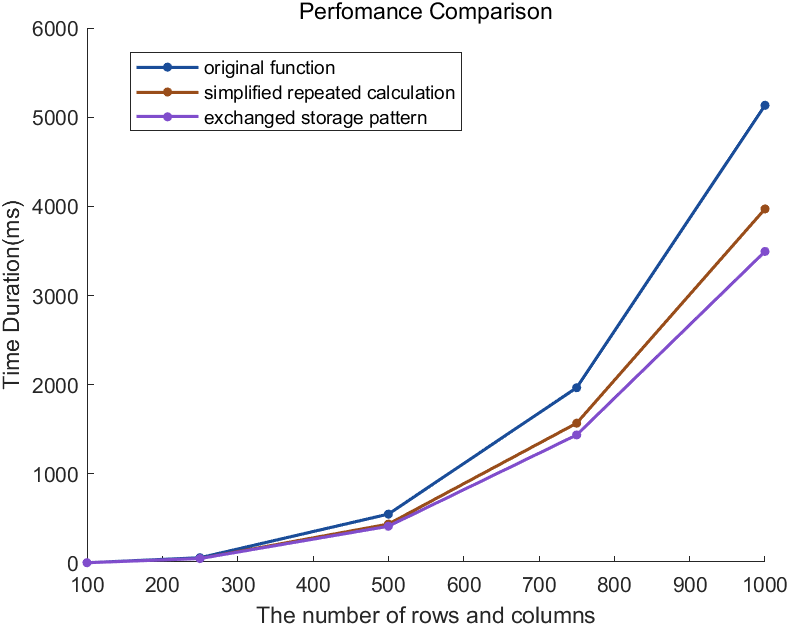 Perfomance Comparison
6000
5000
4000
3000
2000
1000
0
original function
simplified repeated calculation
exchanged storage pattern
Time Duration(ms)
100 200 300 400 500 600 700 800 900 1000
The number of rows and columns